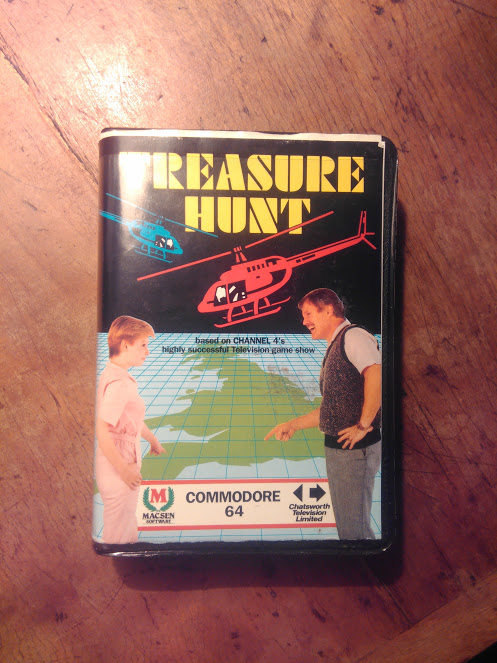 TREASURE
HUNT
based on CHANNEL 4's
highly successful Television game show
M
MACSEN
SOFTWARE
COMMODORE
64
Chatsworth
Television
Limited